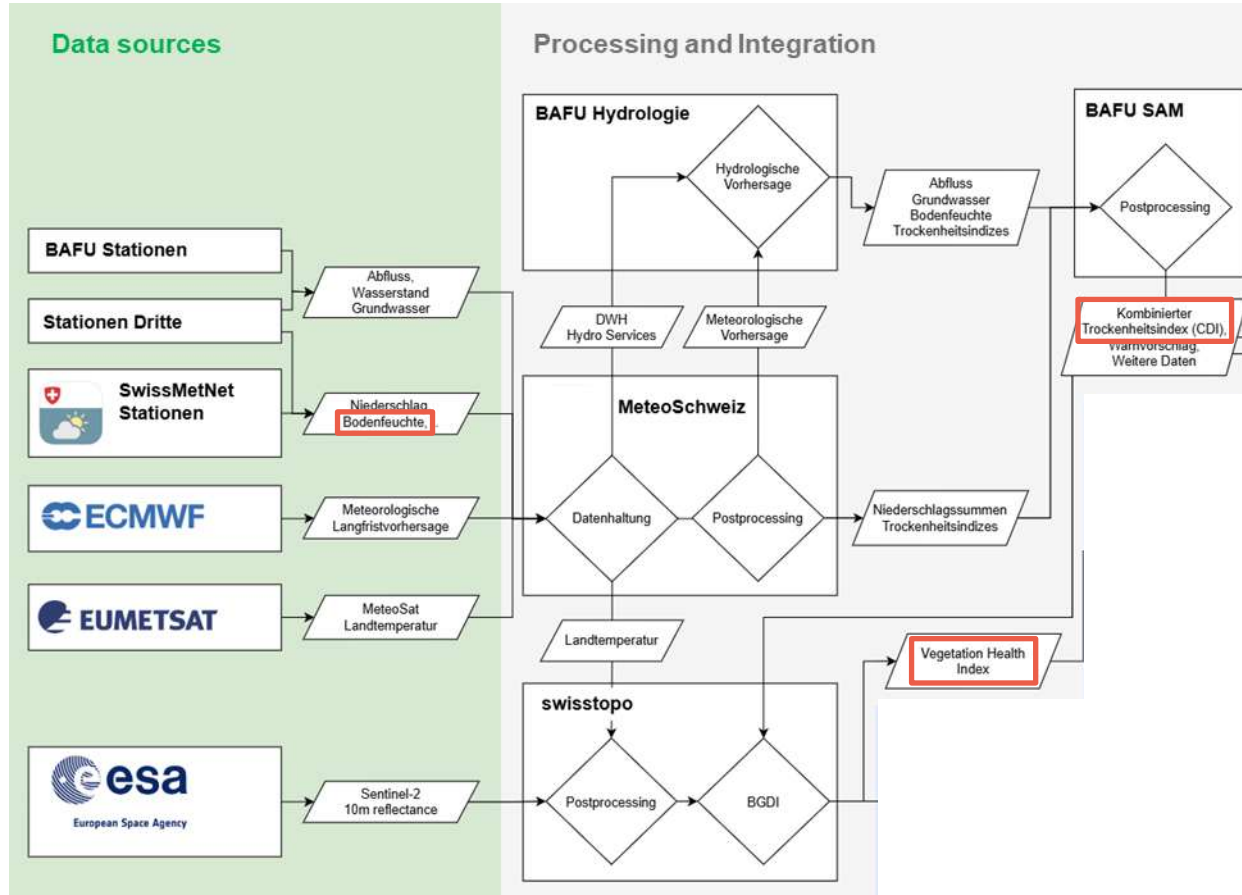 Data sources
Processing and Integration
BAFU Hydrologie
Hydrologische
Vorhersage
Abfluss
Grundwasser
Bodenfeuchte
Trockenheitsindizes
BAFU SAM
Postprocessing
BAFU Stationen
Stationen Dritte
Abfluss,
Wasserstand
Grundwasser
DWH
Hydro Services
Meteorologische
Vorhersage
Kombinierter
Trockenheitsindex (CDI),
Warnvorschlag,
Weitere Daten
SwissMetNet
Stationen
Niederschlag
Bodenfeuchte, .
MeteoSchweiz
ECMWF
Meteorologische
Langfristvorhersage
Datenhaltung
Postprocessing
Niederschlagssummen
Trockenheitsindizes
EUMETSAT
MeteoSat
Landtemperatur
Landtemperatur
Vegetation Health
Index
swisstopo
esa
European Space Agency
Sentinel-2
10m reflectance
Postprocessing
BGDI